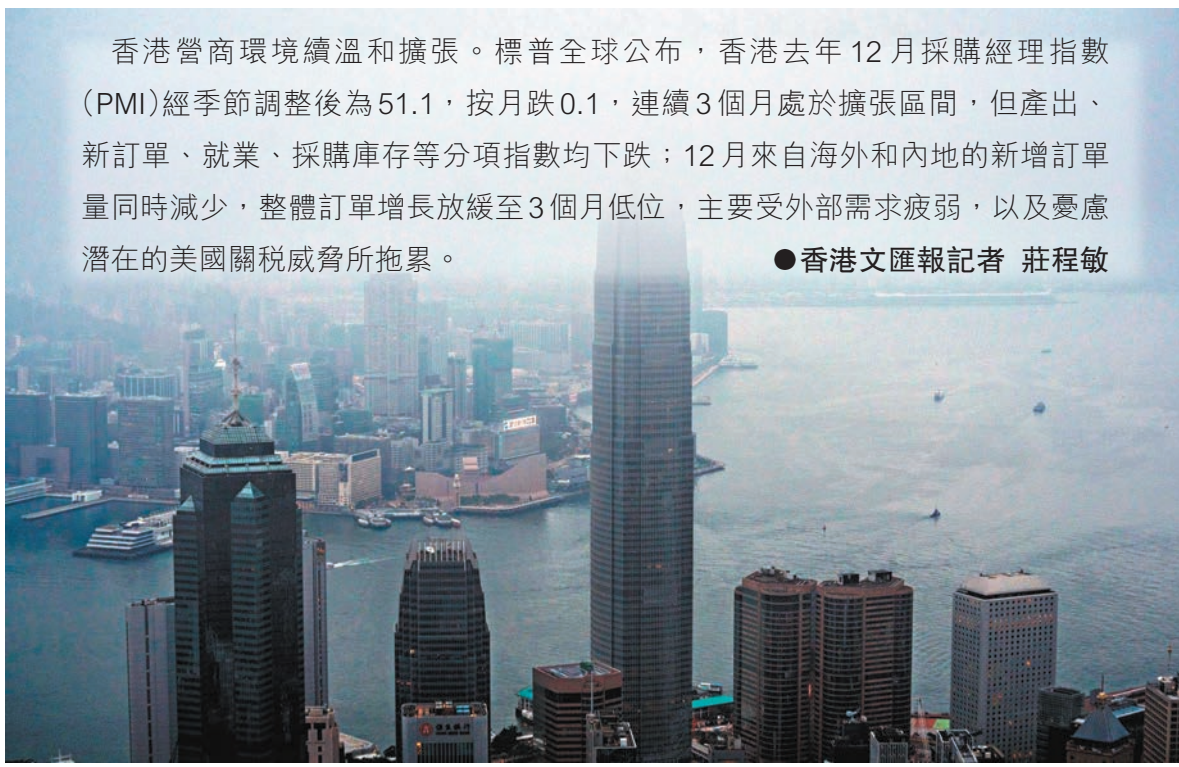 香港營商環境續溫和擴張。標普全球公布，香港去年12月採購經理指數
(PMI)經季節調整後為51.1，按月跌0.1，連續3個月處於擴張區間，但產出、
新訂單、就業、採購庫存等分項指數均下跌；12月來自海外和內地的新增訂單
量同時減少，整體訂單增長放緩至3個月低位，主要受外部需求疲弱，以及憂慮
潛在的美國關稅威脅所拖累。 ●香港文匯報記者 莊程敏